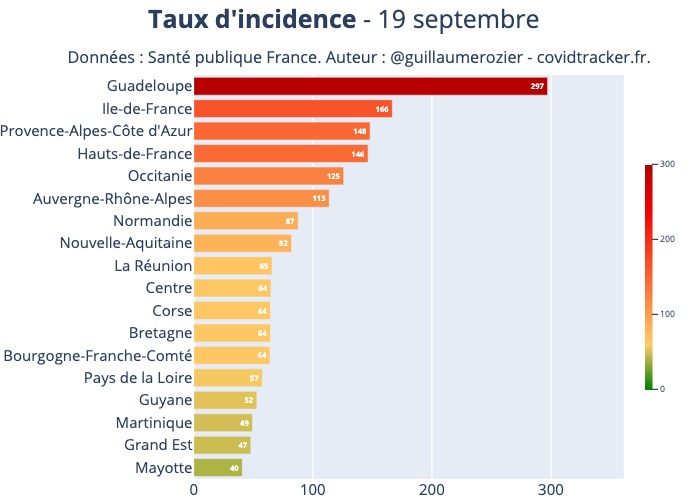 Taux d'incidence - 19 septembre
Données : Santé publique France. Auteur : @guillaumerozier - covidtracker.fr.
Guadeloupe 297
Ile-de-France 166
Provence-Alpes-Côte d'Azur 148
Hauts-de-France 146
Occitanie 125
Auvergne-Rhône-Alpes 113
Normandie 87
Nouvelle-Aquitaine 82
La Réunion 65
Centre 64
Corse 64
Bretagne 64
Bourgogne-Franche-Comté 64
Pays de la Loire 57
Guyane 52
Martinique 49
Grand Est 47
Mayotte 40
0 100 200 300
300
200
100
0